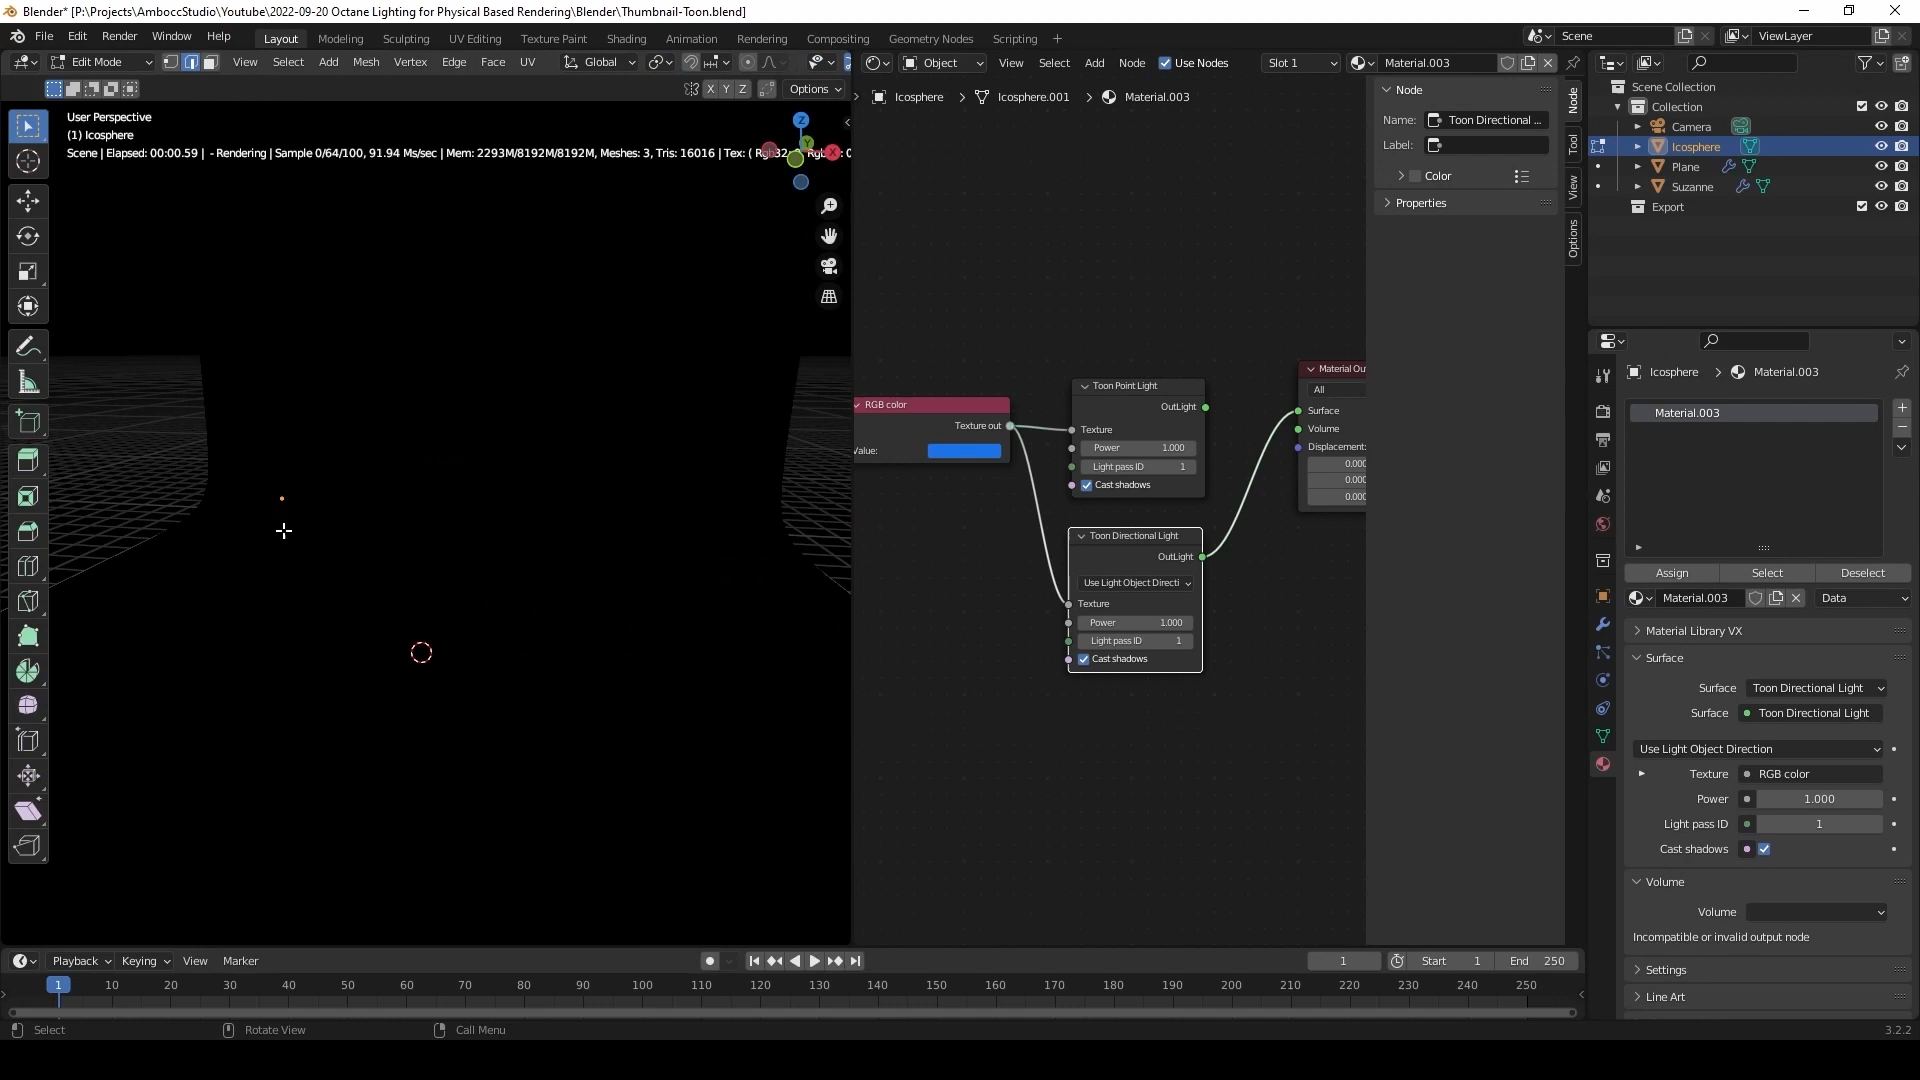 Blender* [P:\Projects\AmboccStudio\Youtube\2022-09-20 Octane Lighting for Physical Based Rendering\Blender\Thumbnail-Toon.blend]
File Edit Render Window Help
Layout Modeling Sculpting UV Editing Texture Paint Shading Animation Rendering Compositing Geometry Nodes Scripting +
Scene
ViewLayer
Edit Mode View Select Add Mesh Vertex Edge Face UV Global
X Y Z Options
User Perspective
(1) Icosphere
Scene | Elapsed: 00:00.59 | - Rendering | Sample 0/64/100, 91.94 Ms/sec | Mem: 2293M/8192M/8192M, Meshes: 3, Tris: 16016 | Tex: (
Z
Y
X
Object View Select Add Node Use Nodes Slot 1 Material.003
Icosphere > Icosphere.001 > Material.003
RGB color
Texture out
Value:
Toon Point Light
OutLight
Texture
Power 1.000
Light pass ID 1
Cast shadows
Toon Directional Light
OutLight
Use Light Object Directi
Texture
Power 1.000
Light pass ID 1
Cast shadows
Material Ou
All
Surface
Volume
Displacement:
0.000
0.000
0.000
Node
Name: Toon Directional ...
Label:
Color
Properties
Node
Tool
View
Options
Scene Collection
Collection
Camera
Icosphere
Plane
Suzanne
Export
Icosphere > Material.003
Material.003
Assign Select Deselect
Material.003 Data
Material Library VX
Surface
Surface Toon Directional Light
Surface Toon Directional Light
Use Light Object Direction
Texture RGB color
Power 1.000
Light pass ID 1
Cast shadows
Volume
Volume
Incompatible or invalid output node
Settings
Line Art
Playback Keying View Marker
1 Start 1 End 250
1 10 20 30 40 50 60 70 80 90 100 110 120 130 140 150 160 170 180 190 200 210 220 230 240 250
Select Rotate View Call Menu
3.2.2